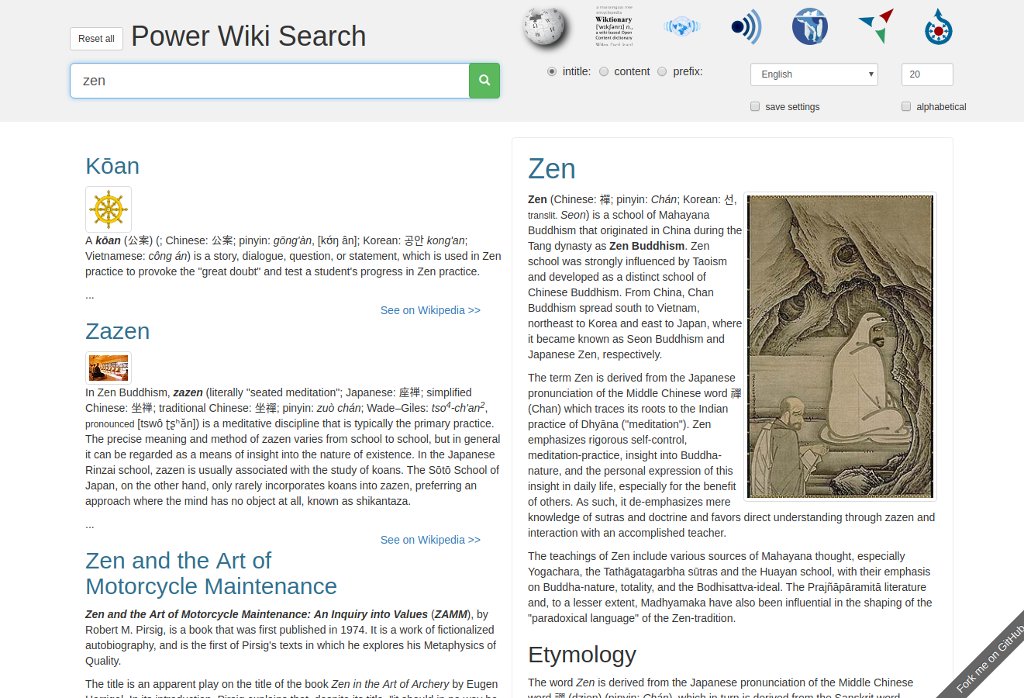 Reset all
Power Wiki Search
Wiktionary
intitle:
content
prefix:
English
20
zen
save settings
alphabetical
Kōan
A kōan (公案) (; Chinese: 公案; pinyin: gōng'àn, [kʊ́ŋ ân]; Korean: 공안 kong'an;
Vietnamese: công án) is a story, dialogue, question, or statement, which is used in Zen
practice to provoke the "great doubt" and test a student's progress in Zen practice.
...
See on Wikipedia >>
Zazen
In Zen Buddhism, zazen (literally "seated meditation"; Japanese: 座禅; simplified
Chinese: 坐禅; traditional Chinese: 坐禪; pinyin: zuò chán; Wade–Giles: tso4-ch'an2,
pronounced [tswô ʈʂʰǎn]) is a meditative discipline that is typically the primary practice.
The precise meaning and method of zazen varies from school to school, but in general
it can be regarded as a means of insight into the nature of existence. In the Japanese
Rinzai school, zazen is usually associated with the study of koans. The Sōtō School of
Japan, on the other hand, only rarely incorporates koans into zazen, preferring an
approach where the mind has no object at all, known as shikantaza.
...
See on Wikipedia >>
Zen and the Art of
Motorcycle Maintenance
Zen and the Art of Motorcycle Maintenance: An Inquiry into Values (ZAMM), by
Robert M. Pirsig, is a book that was first published in 1974. It is a work of fictionalized
autobiography, and is the first of Pirsig's texts in which he explores his Metaphysics of
Quality.
The title is an apparent play on the title of the book Zen in the Art of Archery by Eugen
Zen
Zen (Chinese: 禪; pinyin: Chán; Korean: 선,
translit. Seon) is a school of Mahayana
Buddhism that originated in China during the
Tang dynasty as Zen Buddhism. Zen
school was strongly influenced by Taoism
and developed as a distinct school of
Chinese Buddhism. From China, Chan
Buddhism spread south to Vietnam,
northeast to Korea and east to Japan, where
it became known as Seon Buddhism and
Japanese Zen, respectively.
The term Zen is derived from the Japanese
pronunciation of the Middle Chinese word 禪
(Chan) which traces its roots to the Indian
practice of Dhyāna ("meditation"). Zen
emphasizes rigorous self-control,
meditation-practice, insight into Buddha-
nature, and the personal expression of this
insight in daily life, especially for the benefit
of others. As such, it de-emphasizes mere
knowledge of sutras and doctrine and favors direct understanding through zazen and
interaction with an accomplished teacher.
The teachings of Zen include various sources of Mahayana thought, especially
Yogachara, the Tathāgatagarbha sūtras and the Huayan school, with their emphasis
on Buddha-nature, totality, and the Bodhisattva-ideal. The Prajñāpāramitā literature
and, to a lesser extent, Madhyamaka have also been influential in the shaping of the
"paradoxical language" of the Zen-tradition.
Etymology
The word Zen is derived from the Japanese pronunciation of the Middle Chinese
Fork me on GitHub